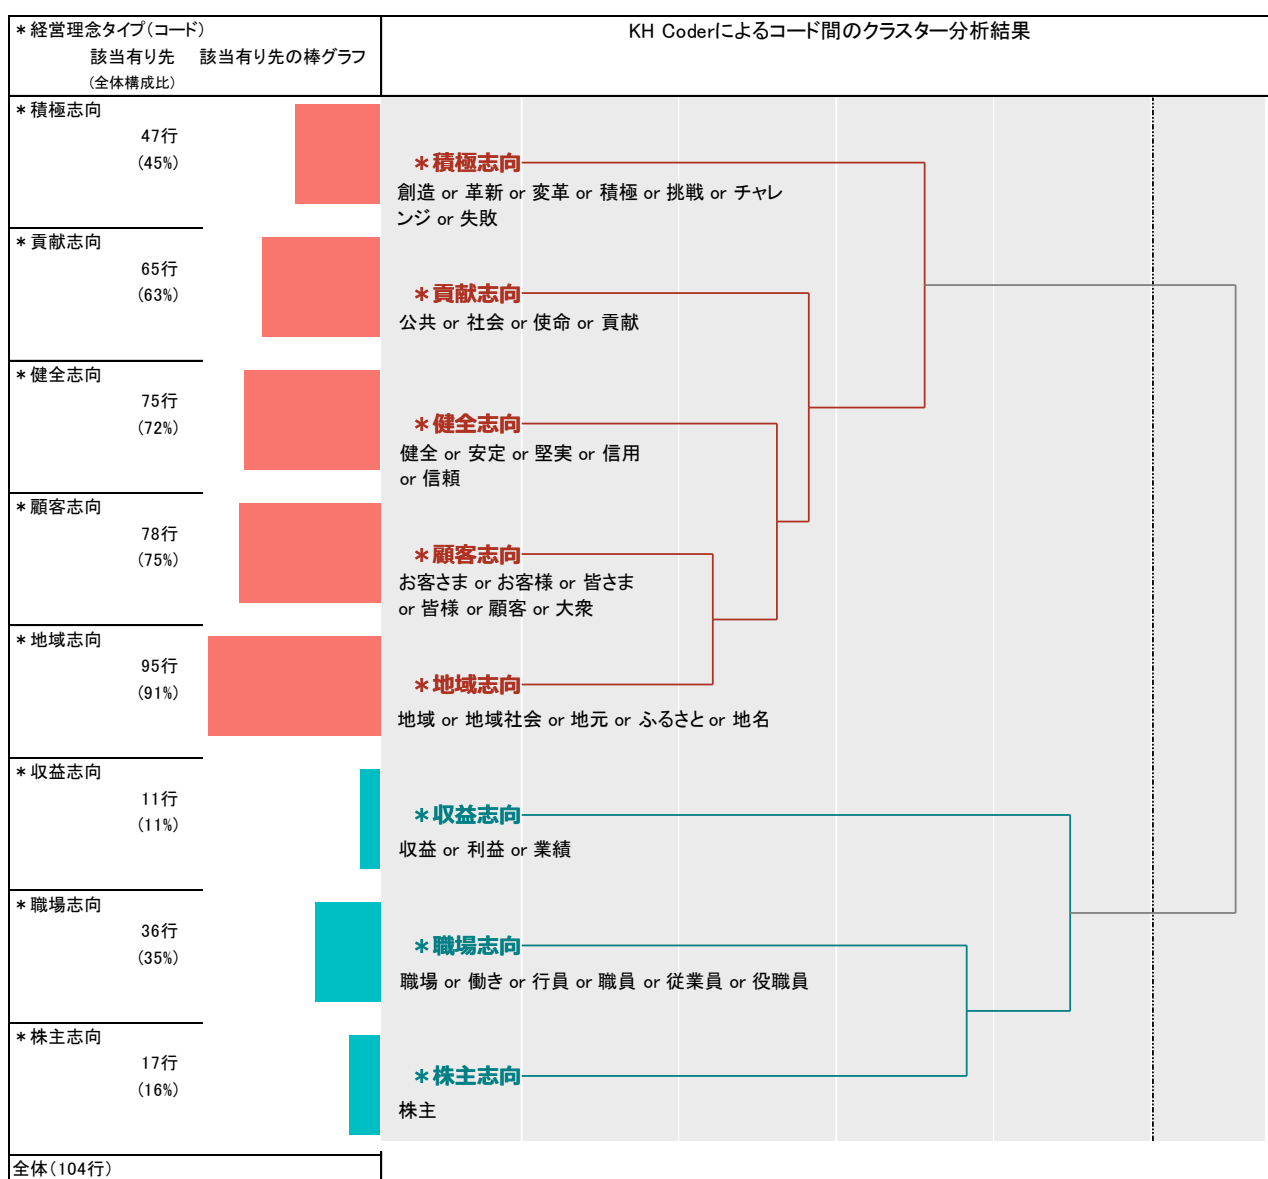 ＊経営理念タイプ（コード）
該当有り先 該当有り先の棒グラフ
（全体構成比）
KH Coderによるコード間のクラスター分析結果
＊積極志向
47行
（45%）
＊積極志向
創造 or 革新 or 変革 or 積極 or 挑戦 or チャレ
ンジ or 失敗
＊貢献志向
65行
（63%）
＊貢献志向
公共 or 社会 or 使命 or 貢献
＊健全志向
75行
（72%）
＊健全志向
健全 or 安定 or 堅実 or 信用
or 信頼
＊顧客志向
78行
（75%）
＊顧客志向
お客さま or お客様 or 皆さま
or 皆様 or 顧客 or 大衆
＊地域志向
95行
（91%）
＊地域志向
地域 or 地域社会 or 地元 or ふるさと or 地名
＊収益志向
11行
（11%）
＊収益志向
収益 or 利益 or 業績
＊職場志向
36行
（35%）
＊職場志向
職場 or 働き or 行員 or 職員 or 従業員 or 役職員
＊株主志向
17行
（16%）
＊株主志向
株主
全体（104行）